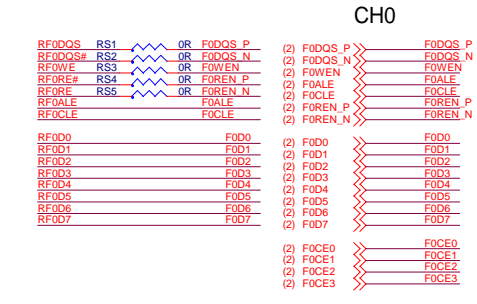 CH0
RF0DQS RS1 0R F0DQS_P
RF0DQS# RS2 0R F0DQS_N
RF0WE RS3 0R F0WEN
RF0RE# RS4 0R F0REN_P
RF0RE RS5 0R F0REN_N
RF0ALE F0ALE
RF0CLE F0CLE
RF0D0 F0D0
RF0D1 F0D1
RF0D2 F0D2
RF0D3 F0D3
RF0D4 F0D4
RF0D5 F0D5
RF0D6 F0D6
RF0D7 F0D7
(2) F0DQS_P F0DQS_P
(2) F0DQS_N F0DQS_N
(2) F0WEN F0WEN
(2) F0ALE F0ALE
(2) F0CLE F0CLE
(2) F0REN_P F0REN_P
(2) F0REN_N F0REN_N
(2) F0D0 F0D0
(2) F0D1 F0D1
(2) F0D2 F0D2
(2) F0D3 F0D3
(2) F0D4 F0D4
(2) F0D5 F0D5
(2) F0D6 F0D6
(2) F0D7 F0D7
(2) F0CE0 F0CE0
(2) F0CE1 F0CE1
(2) F0CE2 F0CE2
(2) F0CE3 F0CE3